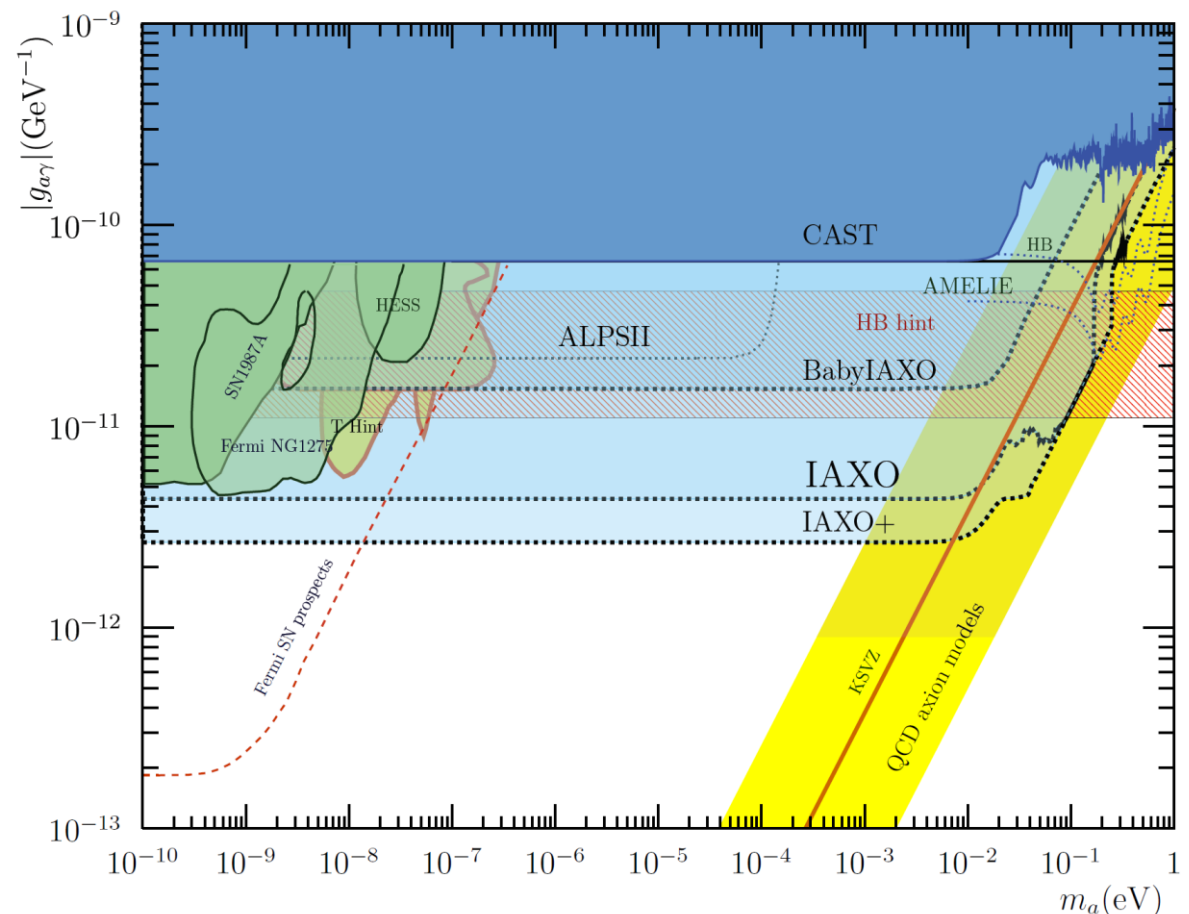 |g_{aγ}|(GeV⁻¹)
10⁻⁹
10⁻¹⁰
10⁻¹¹
10⁻¹²
10⁻¹³
CAST
HB
AMELIE
HESS
HB hint
ALPSII
SN1987A
BabyIAXO
T Hint
Fermi NG1275
IAXO
IAXO+
Fermi SN prospects
KSVZ
QCD axion models
10⁻¹⁰ 10⁻⁹ 10⁻⁸ 10⁻⁷ 10⁻⁶ 10⁻⁵ 10⁻⁴ 10⁻³ 10⁻² 10⁻¹ 1
m_a(eV)